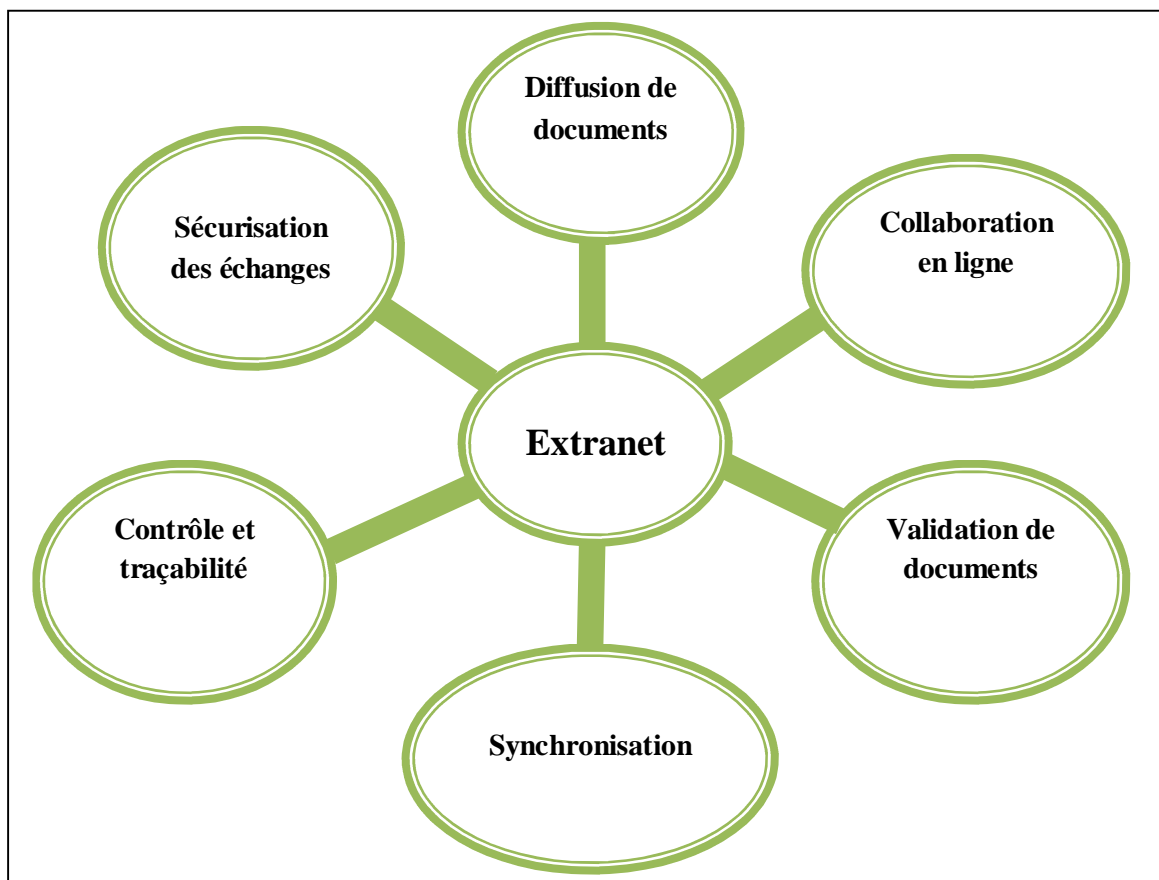 Diffusion de
documents
Sécurisation
des échanges
Collaboration
en ligne
Extranet
Contrôle et
traçabilité
Validation de
documents
Synchronisation